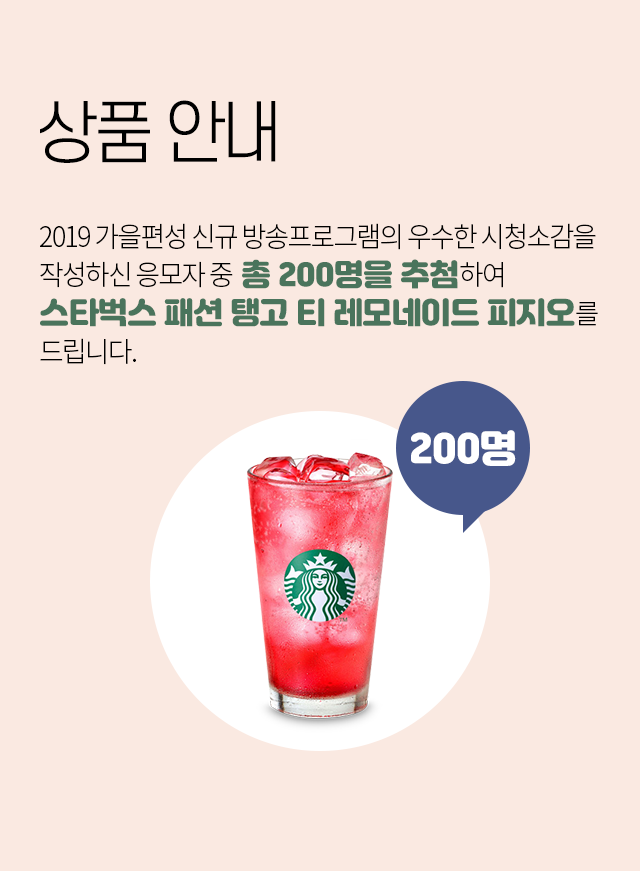 상품 안내
2019 가을편성 신규 방송프로그램의 우수한 시청소감을
작성하신 응모자 중 총 200명을 추첨하여
스타벅스 패션 탱고 티 레모네이드 피지오를
드립니다.
200명
TM